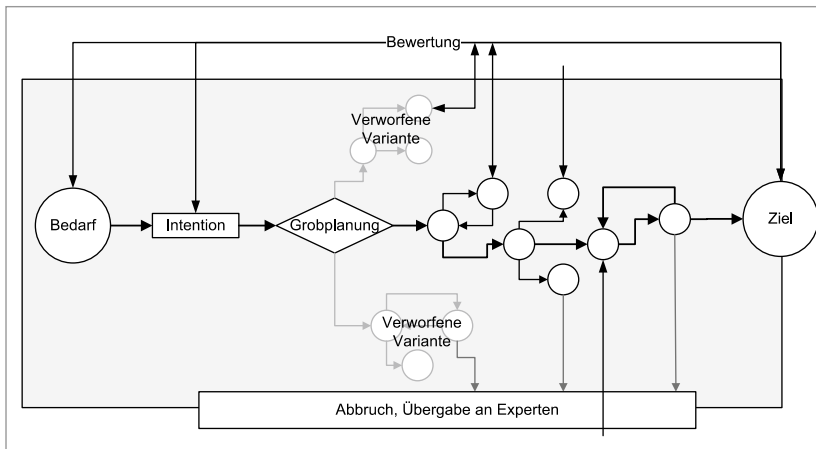 Bewertung
Verworfene
Variante
Bedarf
Intention
Grobplanung
Ziel
Verworfene
Variante
Abbruch, Übergabe an Experten